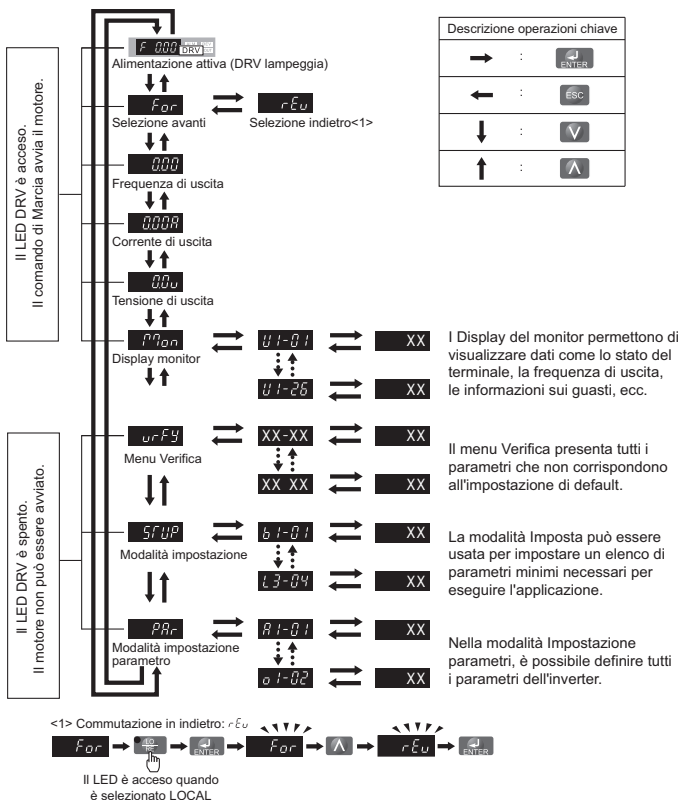 Descrizione operazioni chiave
: ENTER
: ESC
: V
: Λ
Il LED DRV è acceso.
Il comando di Marcia avvia il motore.
F 0.00 DRV
Alimentazione attiva (DRV lampeggia)
For rEv
Selezione avanti Selezione indietro<1>
0.00
Frequenza di uscita
0.00A
Corrente di uscita
0.0v
Tensione di uscita
Mon U1-01 XX
Display monitor
U1-26 XX
I Display del monitor permettono di
visualizzare dati come lo stato del
terminale, la frequenza di uscita,
le informazioni sui guasti, ecc.
Il LED DRV è spento.
Il motore non può essere avviato.
vrFY XX-XX XX
Menu Verifica
XX XX XX
Il menu Verifica presenta tutti i
parametri che non corrispondono
all'impostazione di default.
STUP b1-01 XX
Modalità impostazione
L3-04 XX
La modalità Imposta può essere
usata per impostare un elenco di
parametri minimi necessari per
eseguire l'applicazione.
PAr A1-01 XX
Modalità impostazione
parametro
o1-02 XX
Nella modalità Impostazione
parametri, è possibile definire tutti
i parametri dell'inverter.
<1> Commutazione in indietro: rEv
For LO RE ENTER For Λ rEv ENTER
Il LED è acceso quando
è selezionato LOCAL